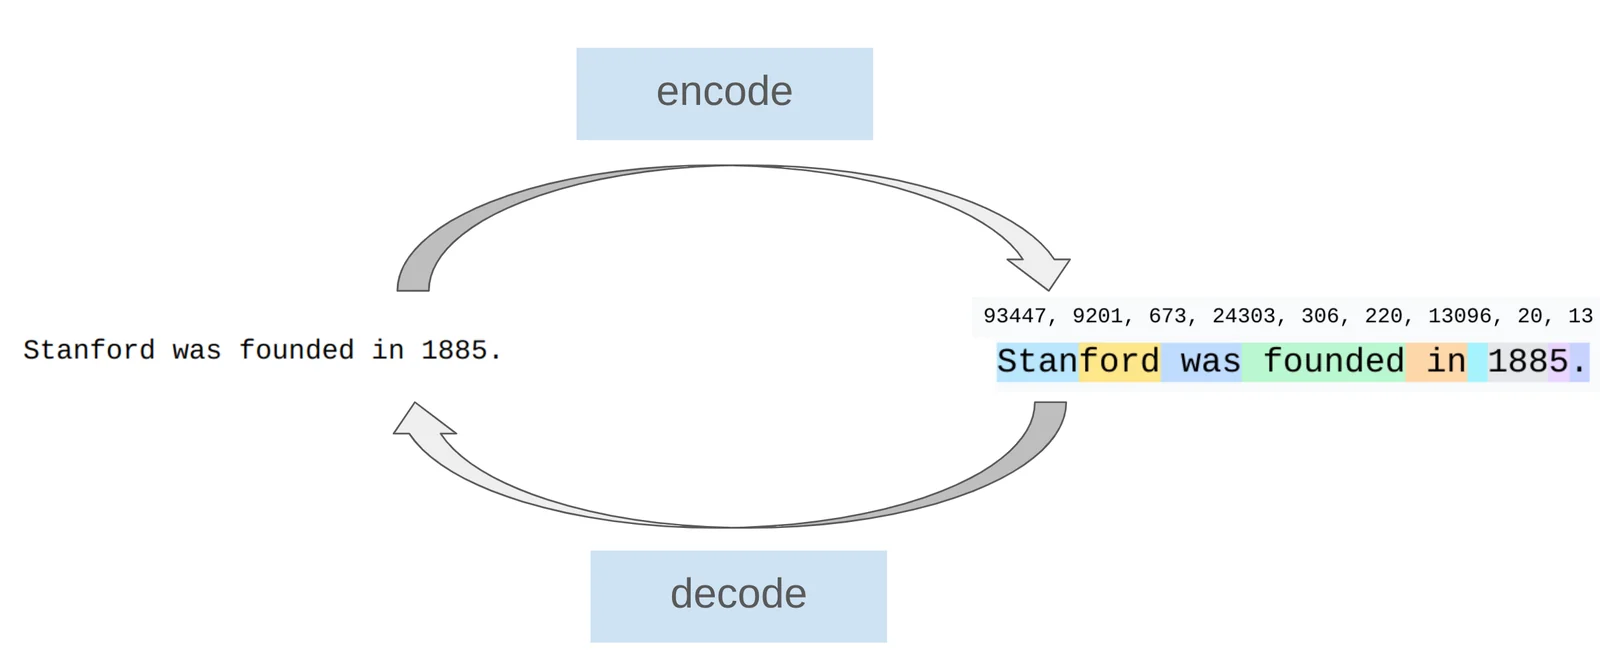 encode
93447, 9201, 673, 24303, 306, 220, 13096, 20, 13
Stanford was founded in 1885.
Stanford was founded in 1885.
decode